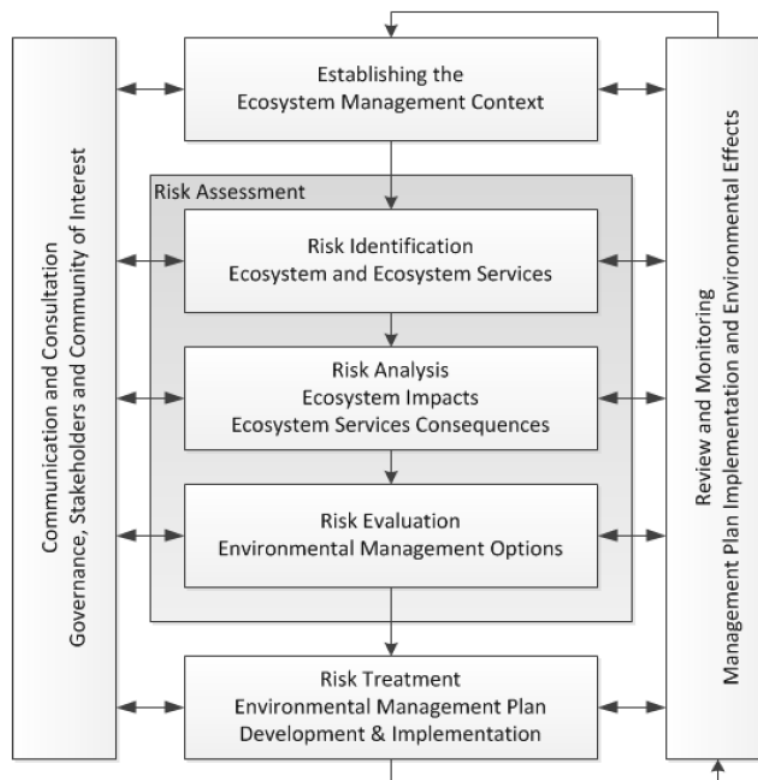 Establishing the
Ecosystem Management Context
Communication and Consultation
Governance, Stakeholders and Community of Interest
Risk Assessment
Risk Identification
Ecosystem and Ecosystem Services
Risk Analysis
Ecosystem Impacts
Ecosystem Services Consequences
Risk Evaluation
Environmental Management Options
Risk Treatment
Environmental Management Plan
Development & Implementation
Review and Monitoring
Management Plan Implementation and Environmental Effects